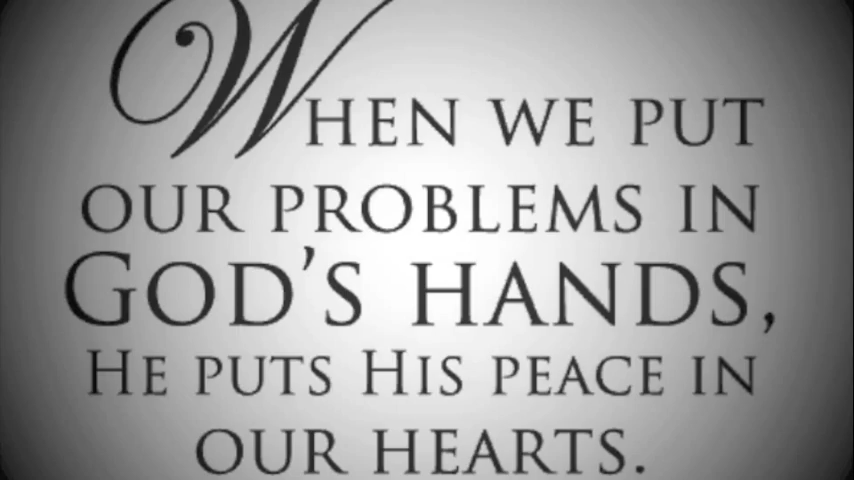 When we put
our problems in
God's hands,
He puts His peace in
our hearts.